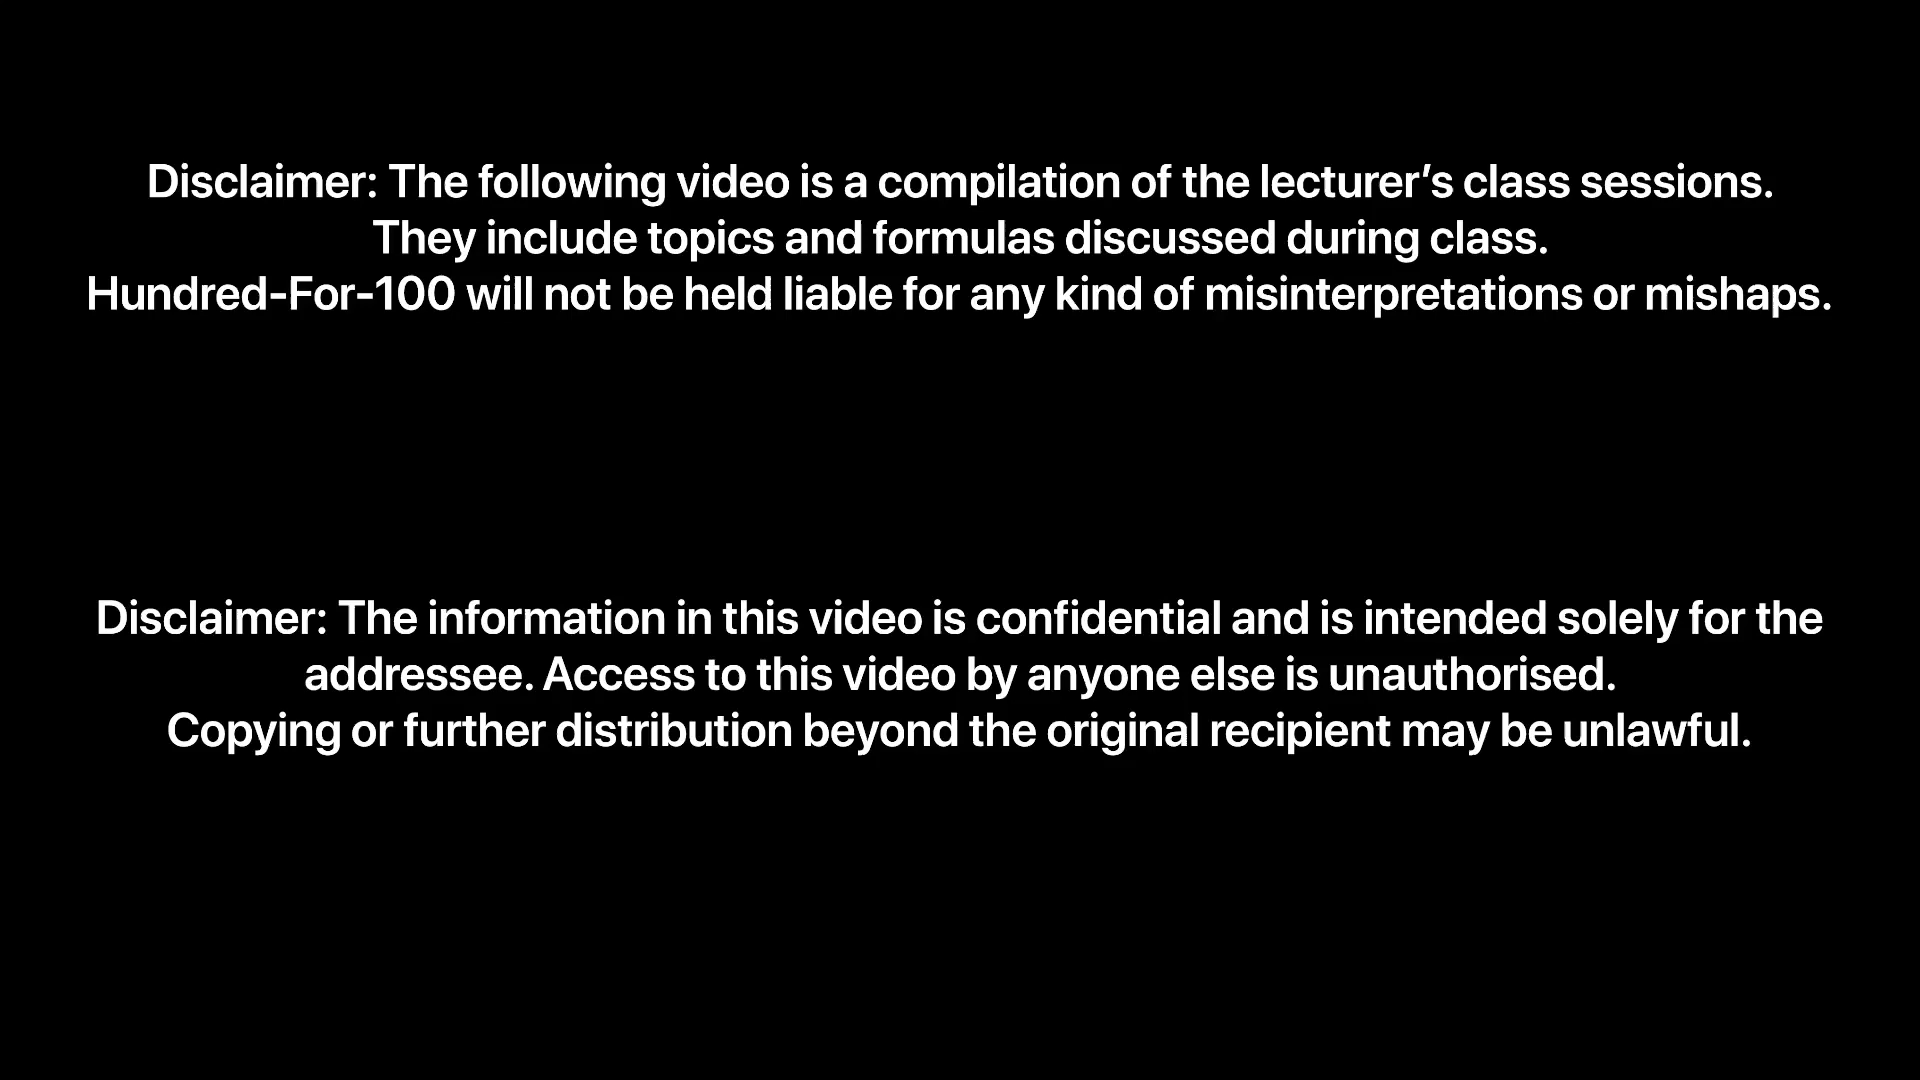 Disclaimer: The following video is a compilation of the lecturer’s class sessions.
They include topics and formulas discussed during class.
Hundred-For-100 will not be held liable for any kind of misinterpretations or mishaps.
Disclaimer: The information in this video is confidential and is intended solely for the
addressee. Access to this video by anyone else is unauthorised.
Copying or further distribution beyond the original recipient may be unlawful.